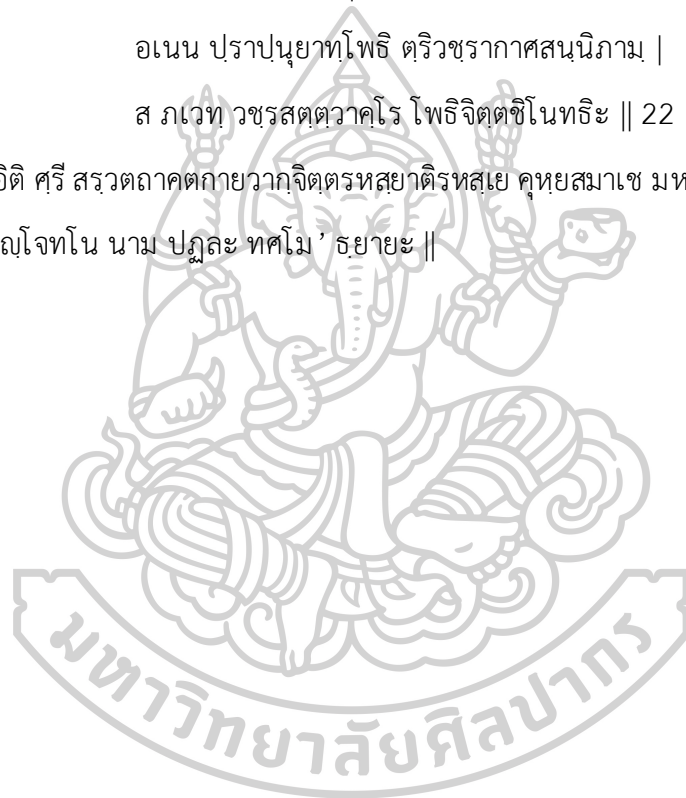 อเนน ปฺราปฺนุยาทฺโพธิ ตฺริวชฺรากาศสนฺนิภามฺ |
ส ภเวทฺ วชฺรสตฺตฺวาคฺโร โพธิจิตฺตชิโนทธิะ || 22
อิติ ศฺรี สรฺวตถาคตกายวากฺจิตฺตรหสฺยาติรหสฺเย คุหฺยสมาเช มห
ญฺโจทโน นาม ปฏละ ทศโม ' ธฺยายะ ||
มหาวิทยาลัยศิลปากร